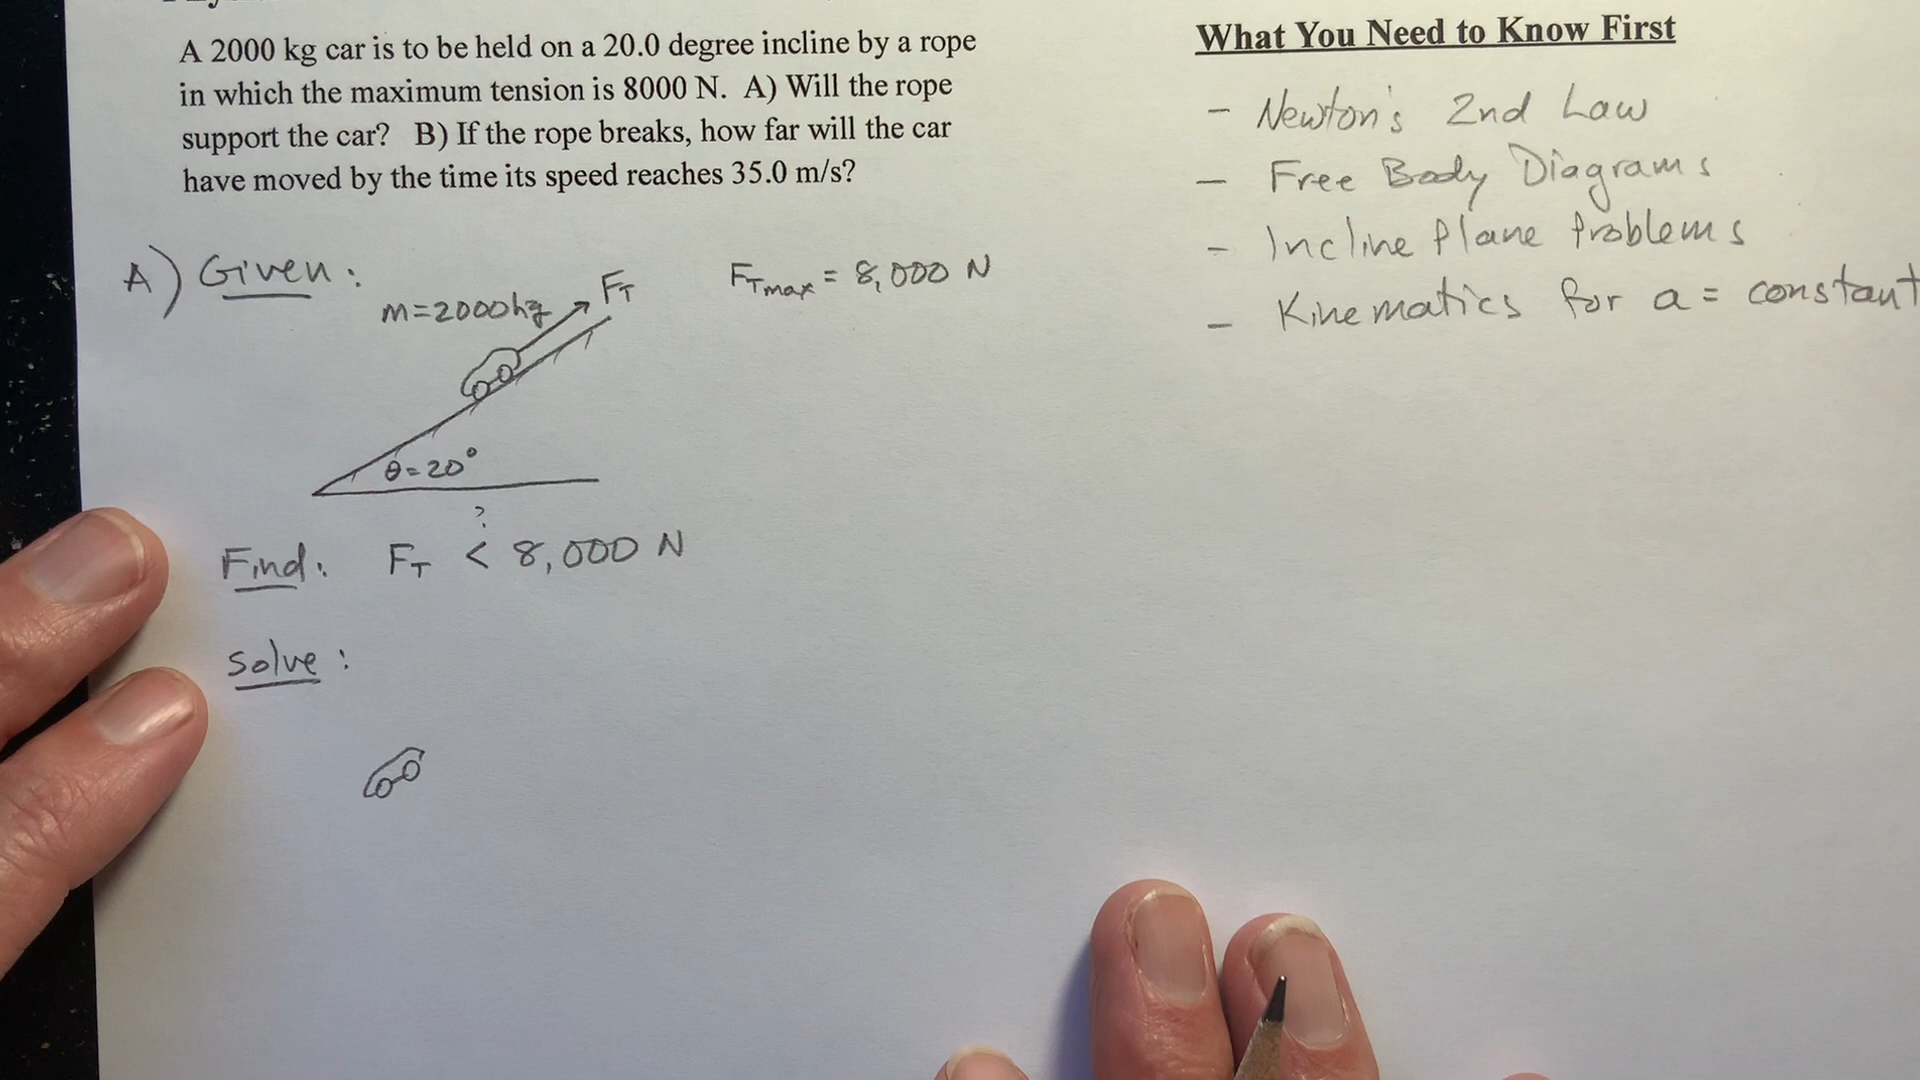 A 2000 kg car is to be held on a 20.0 degree incline by a rope
in which the maximum tension is 8000 N.  A) Will the rope
support the car?   B) If the rope breaks, how far will the car
have moved by the time its speed reaches 35.0 m/s?
A) Given:
m=2000kg
FT
FTmax = 8,000 N
θ=20°
?
Find: FT < 8,000 N
Solve:
What You Need to Know First
- Newton's 2nd Law
- Free Body Diagrams
- Incline Plane Problems
- Kinematics for a = constant